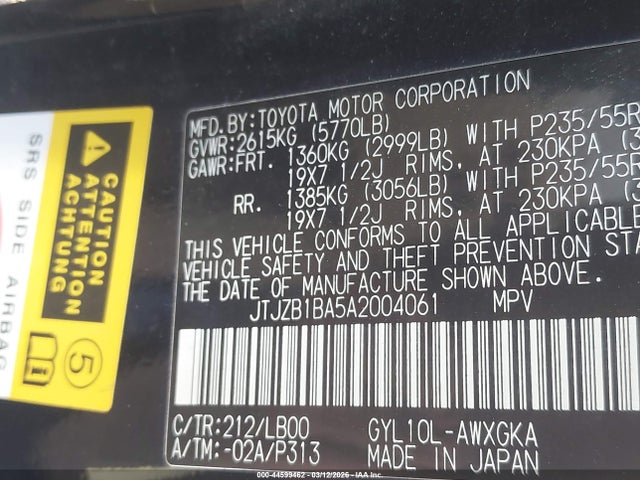 MFD.BY:TOYOTA MOTOR CORPORATION
GVWR:2615KG (5770LB)
GAWR:FRT. 1360KG (2999LB) WITH P235/55R
19X7 1/2J RIMS, AT 230KPA (3
RR. 1385KG (3056LB) WITH P235/55R
19X7 1/2J RIMS, AT 230KPA (3
THIS VEHICLE CONFORMS TO ALL APPLICABLE
VEHICLE SAFETY AND THEFT PREVENTION STA
THE DATE OF MANUFACTURE SHOWN ABOVE.
JTJZB1BA5A2004061 MPV
C/TR:212/LB00 GYL10L-AWXGKA
A/TM:-02A/P313 MADE IN JAPAN
CAUTION
ATTENTION
ACHTUNG
5
SRS SIDE AIRBAG
000-44599462 - 03/12/2026 - IAA Inc.